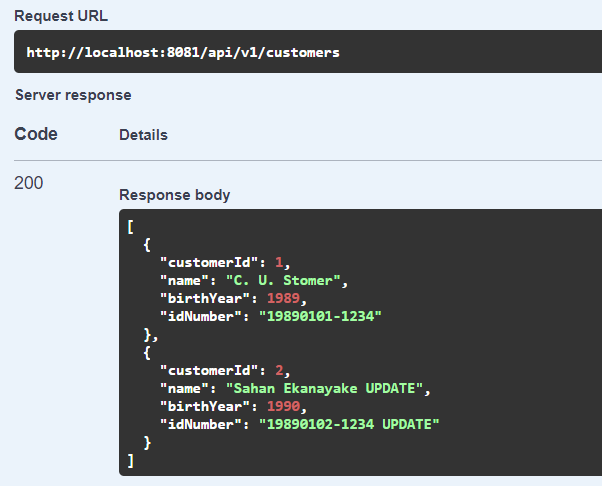 Request URL
http://localhost:8081/api/v1/customers
Server response
Code Details
200
Response body
[
{
"customerId": 1,
"name": "C. U. Stomer",
"birthYear": 1989,
"idNumber": "19890101-1234"
},
{
"customerId": 2,
"name": "Sahan Ekanayake UPDATE",
"birthYear": 1990,
"idNumber": "19890102-1234 UPDATE"
}
]